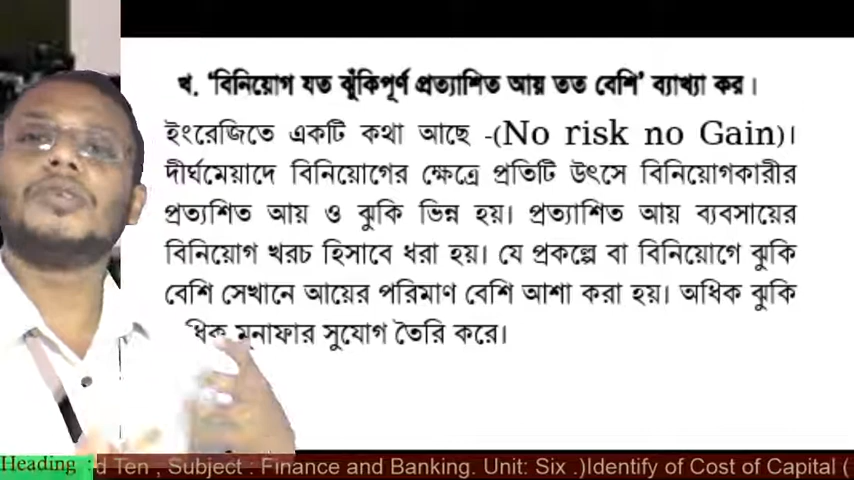 খ. ‘বিনিয়োগ যত ঝুঁকিপূর্ণ প্রত্যাশিত আয় তত বেশি’ ব্যাখ্যা কর।
ইংরেজিতে একটি কথা আছে -(No risk no Gain)।
দীর্ঘমেয়াদে বিনিয়োগের ক্ষেত্রে প্রতিটি উৎসে বিনিয়োগকারীর
প্রত্যশিত আয় ও ঝুকি ভিন্ন হয়। প্রত্যাশিত আয় ব্যবসায়ের
বিনিয়োগ খরচ হিসাবে ধরা হয়। যে প্রকল্পে বা বিনিয়োগে ঝুকি
বেশি সেখানে আয়ের পরিমাণ বেশি আশা করা হয়। অধিক ঝুকি
ধিক মুনাফার সুযোগ তৈরি করে।
Heading d Ten , Subject : Finance and Banking. Unit: Six .)Identify of Cost of Capital (